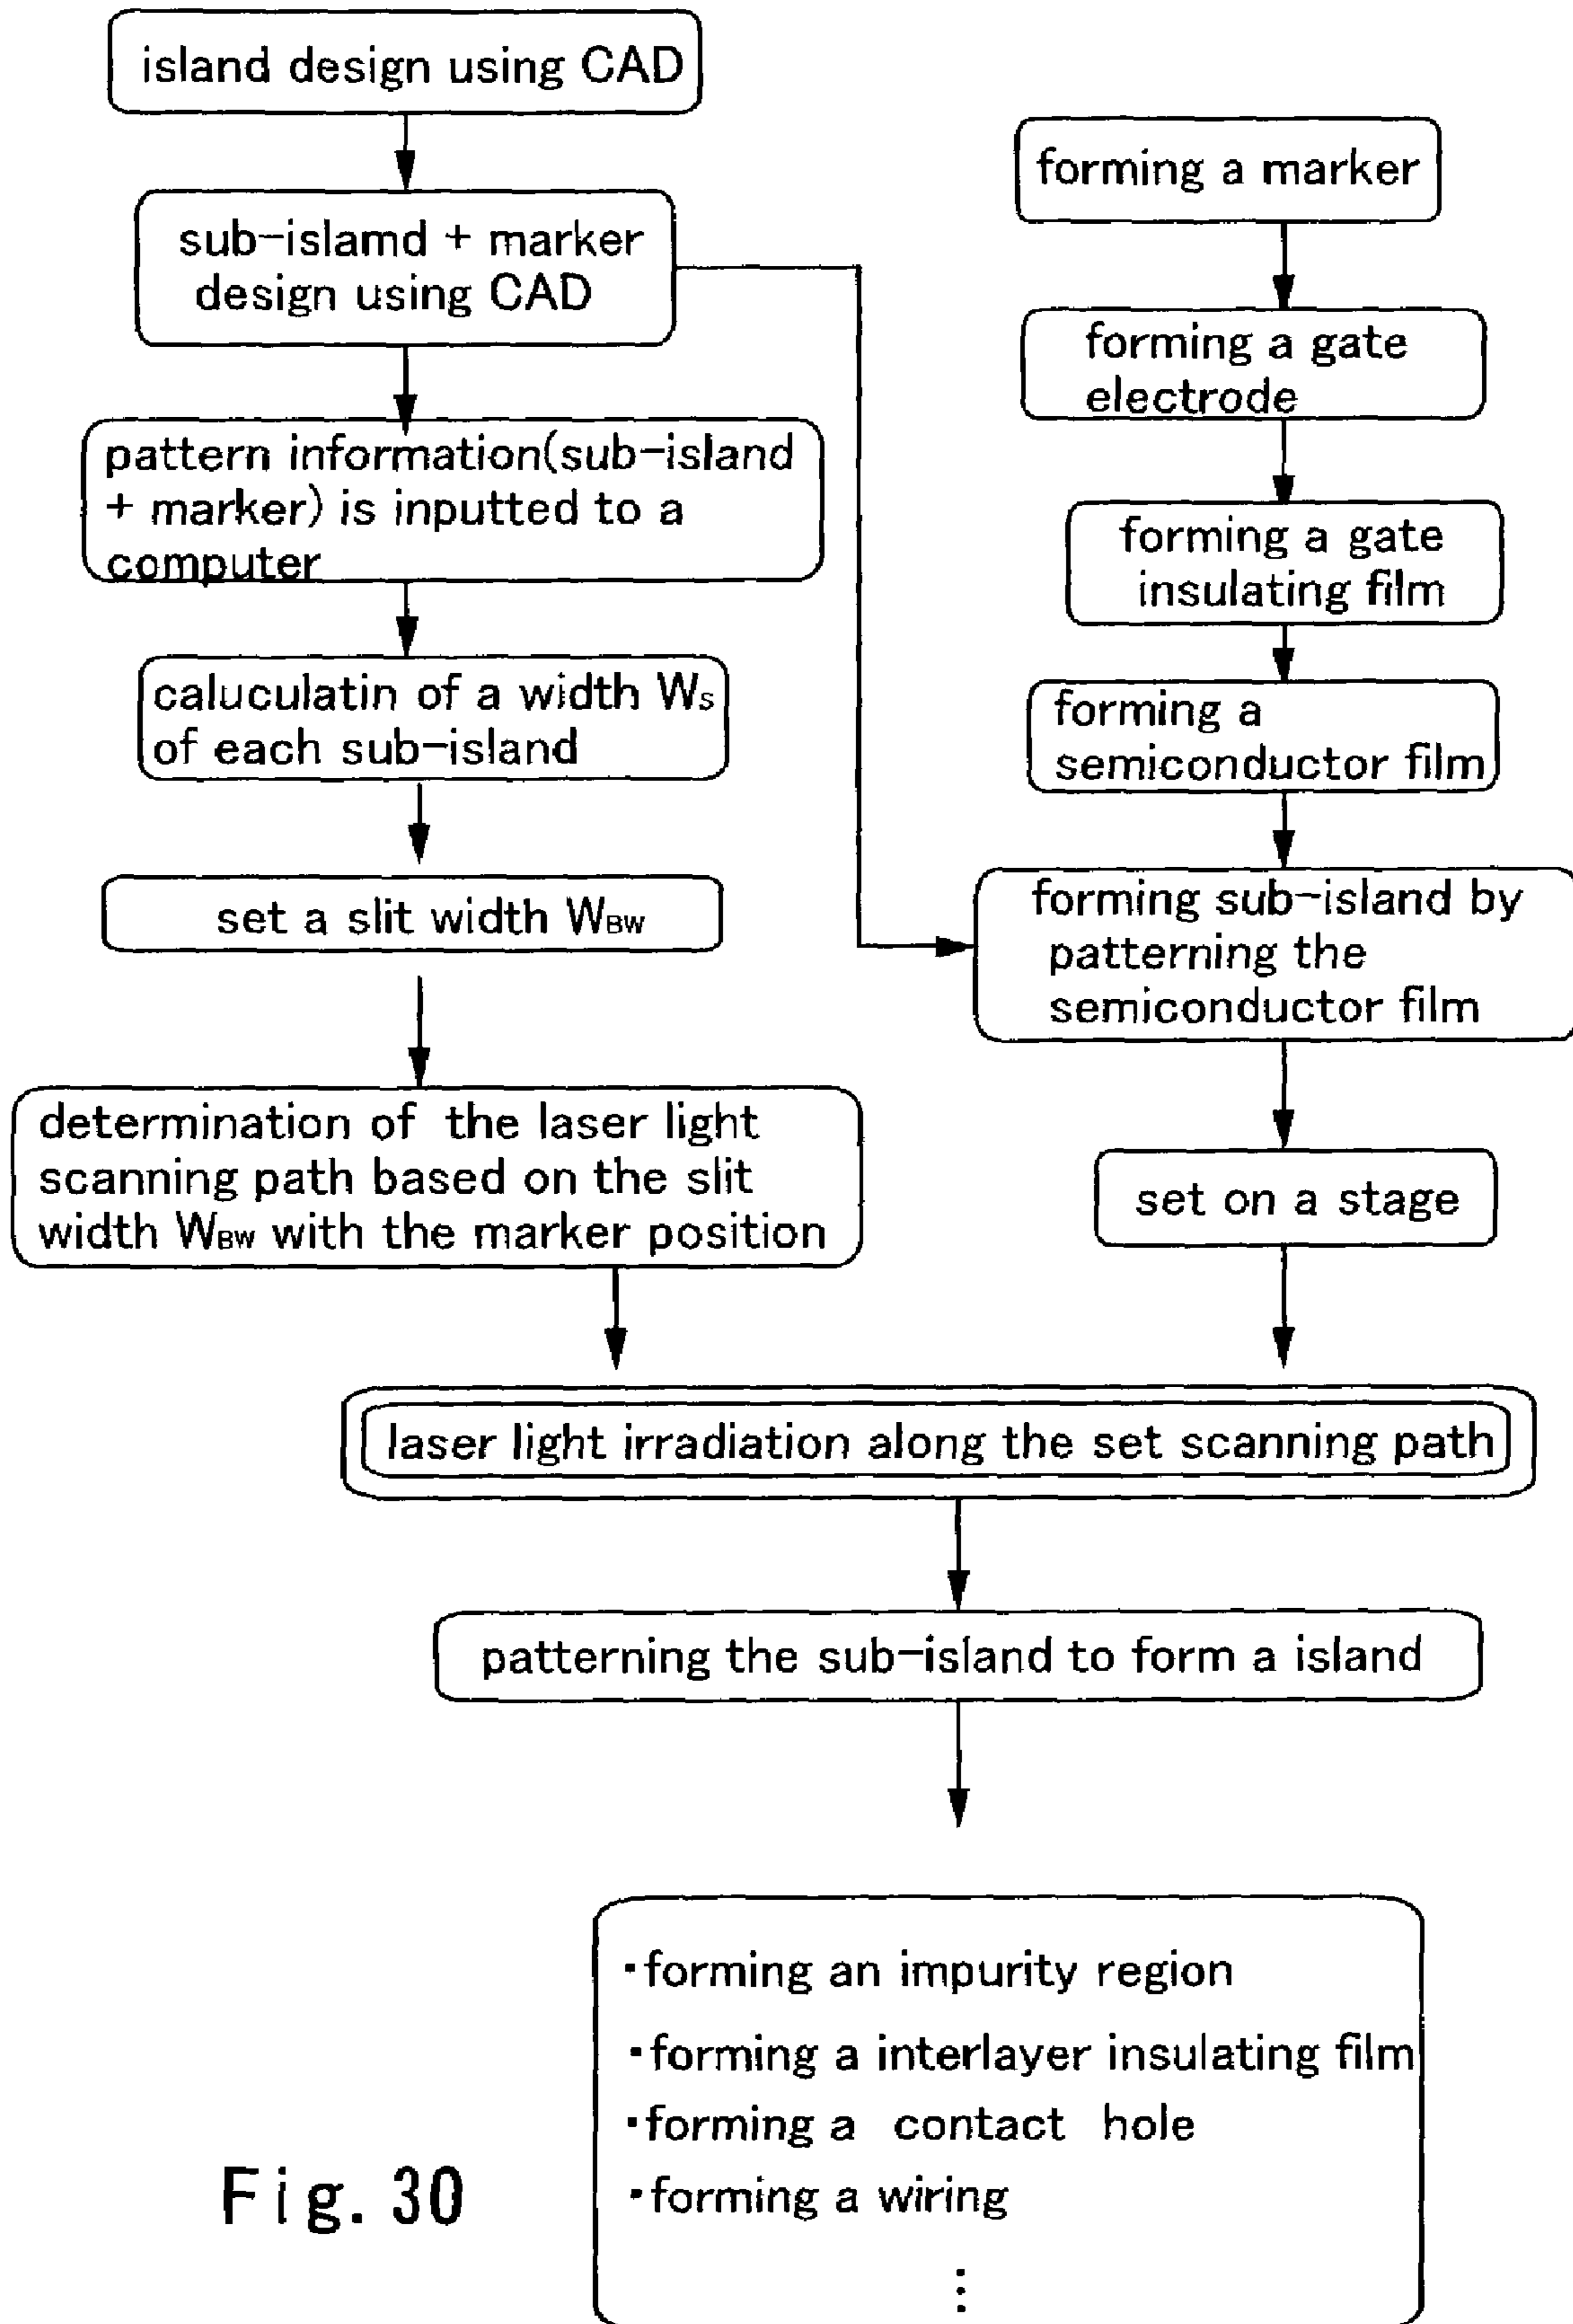 island design using CAD
sub-islamd + marker
design using CAD
pattern information(sub-island
+ marker) is inputted to a
computer
caluculatin of a width Ws
of each sub-island
set a slit width WBW
determination of the laser light
scanning path based on the slit
width WBW with the marker position
forming a marker
forming a gate
electrode
forming a gate
insulating film
forming a
semiconductor film
forming sub-island by
patterning the
semiconductor film
set on a stage
laser light irradiation along the set scanning path
patterning the sub-island to form a island
・forming an impurity region
・forming a interlayer insulating film
・forming a contact hole
・forming a wiring
⋮
Fig. 30